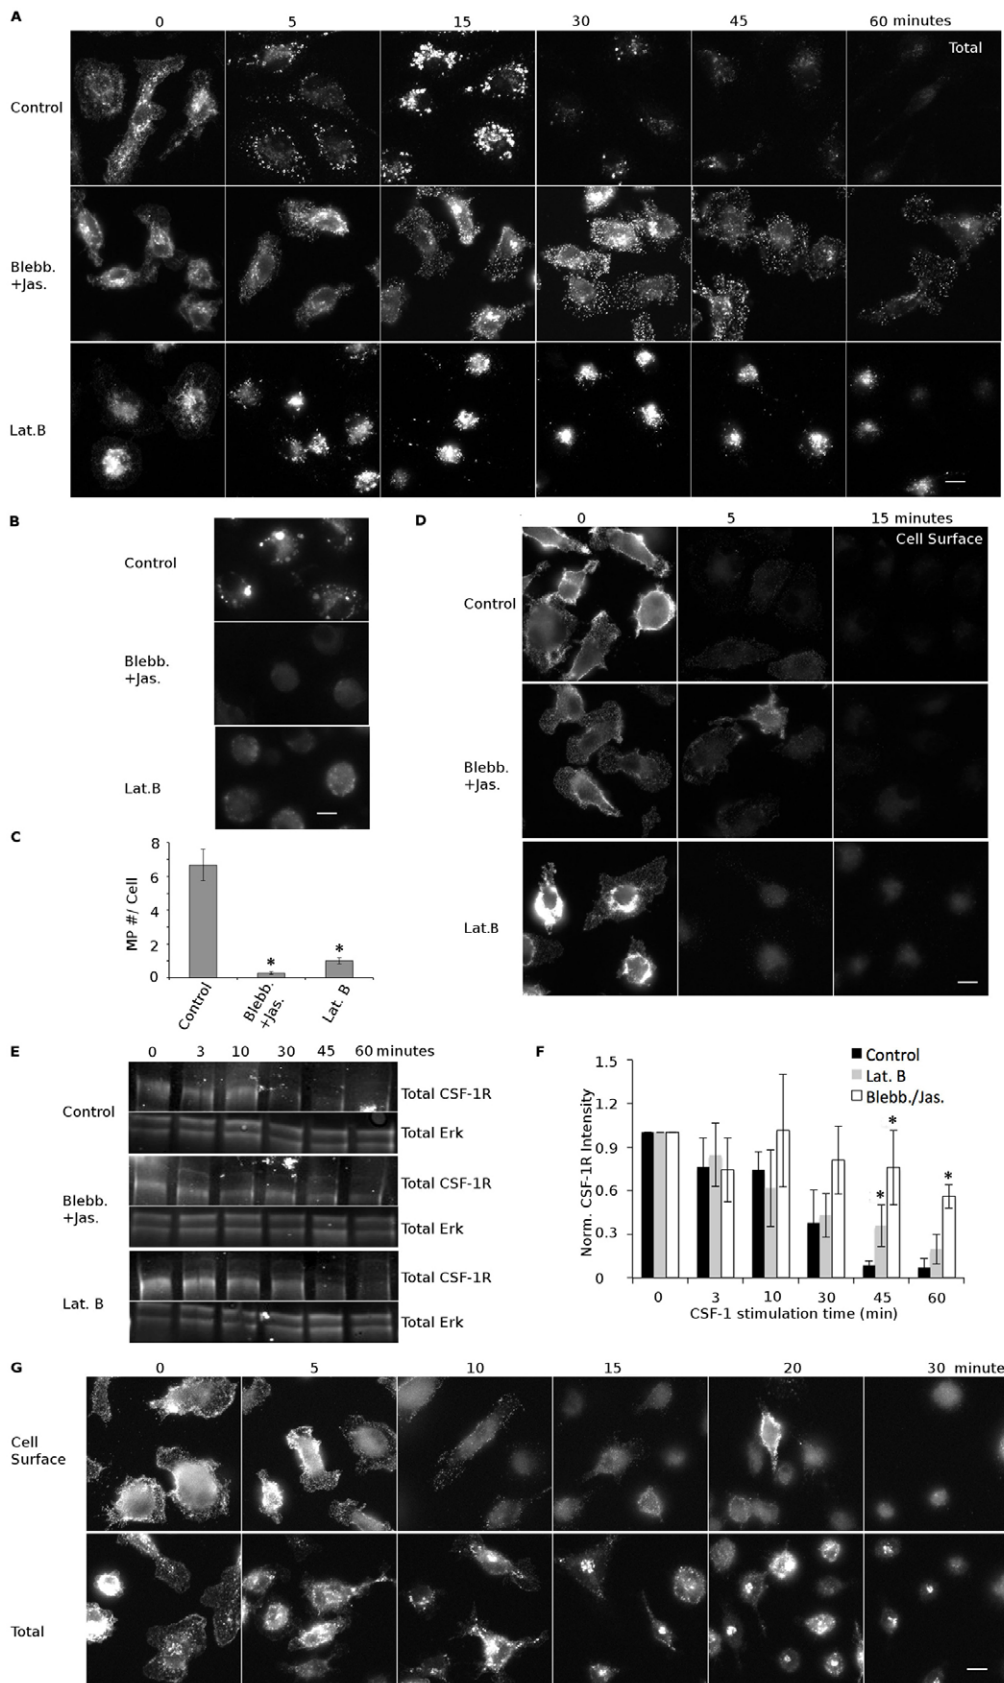 A 0 5 15 30 45 60 minutes
Total
Control
Blebb.
+Jas.
Lat.B
B
Control
Blebb.
+Jas.
Lat.B
C
8
6
4
2
0
MP #/ Cell
*
*
Control
Blebb.
+Jas.
Lat. B
D
0 5 15 minutes
Cell Surface
Control
Blebb.
+Jas.
Lat.B
E
0 3 10 30 45 60 minutes
Control
Total CSF-1R
Total Erk
Blebb.
+Jas.
Total CSF-1R
Total Erk
Lat. B
Total CSF-1R
Total Erk
F
1.5
1.2
0.9
0.6
0.3
0
Norm. CSF-1R Intensity
Control
Lat. B
Blebb./Jas.
*
*
*
0 3 10 30 45 60
CSF-1 stimulation time (min)
G 0 5 10 15 20 30 minute
Cell
Surface
Total